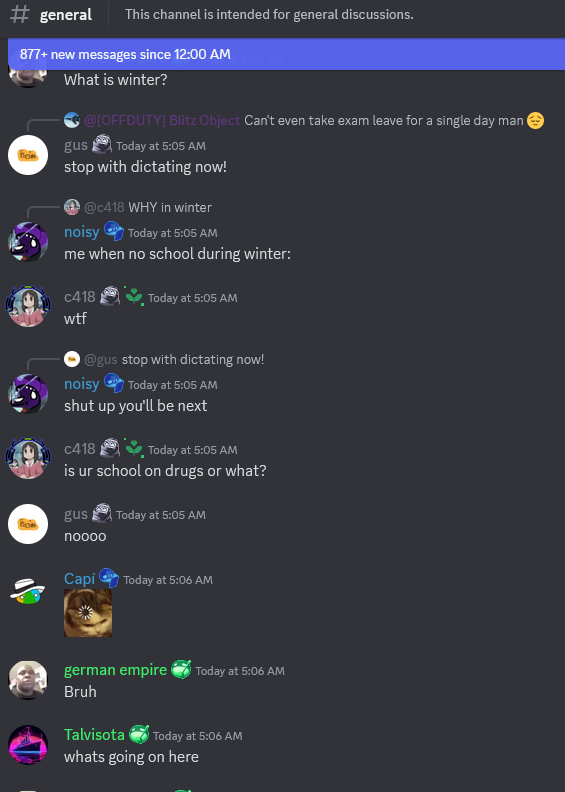 # general
This channel is intended for general discussions.
877+ new messages since 12:00 AM
What is winter?
@[OFFDUTY] Blitz Object Can't even take exam leave for a single day man 😔
gus Today at 5:05 AM
stop with dictating now!
@c418 WHY in winter
noisy Today at 5:05 AM
me when no school during winter:
c418 Today at 5:05 AM
wtf
@gus stop with dictating now!
noisy Today at 5:05 AM
shut up you'll be next
c418 Today at 5:05 AM
is ur school on drugs or what?
gus Today at 5:05 AM
noooo
Capí Today at 5:06 AM
german empire Today at 5:06 AM
Bruh
Talvisota Today at 5:06 AM
whats going on here